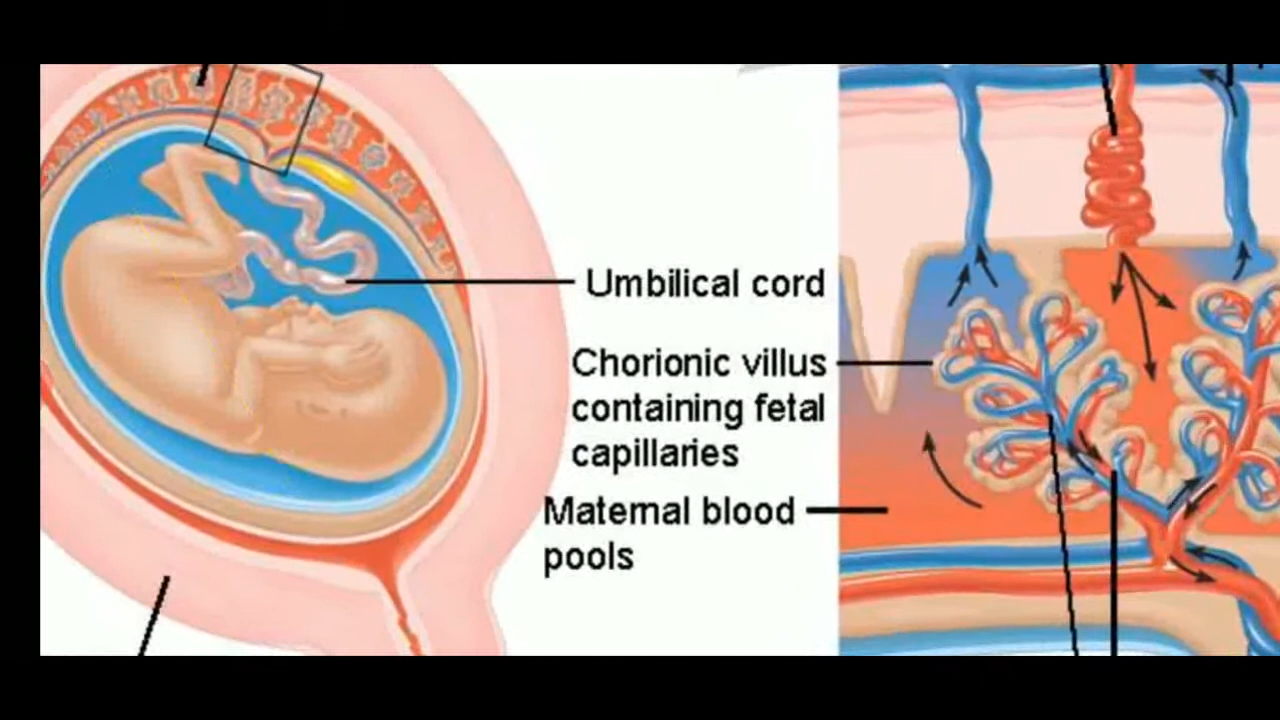 Umbilical cord
Chorionic villus
containing fetal
capillaries
Maternal blood
pools